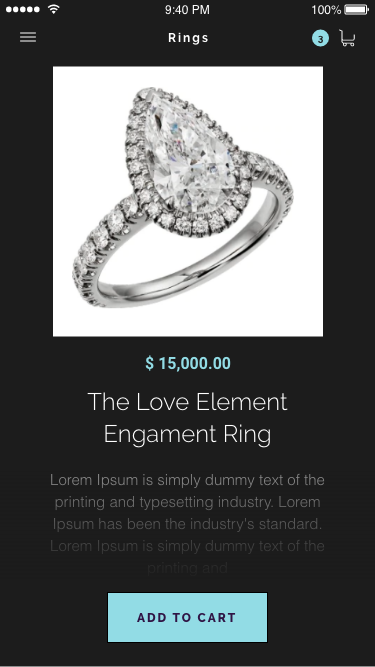 9:40 PM 100%
Rings 3
$ 15,000.00
The Love Element
Engament Ring
Lorem Ipsum is simply dummy text of the
printing and typesetting industry. Lorem
Ipsum has been the industry's standard.
Lorem Ipsum is simply dummy text of the
printing and
ADD TO CART